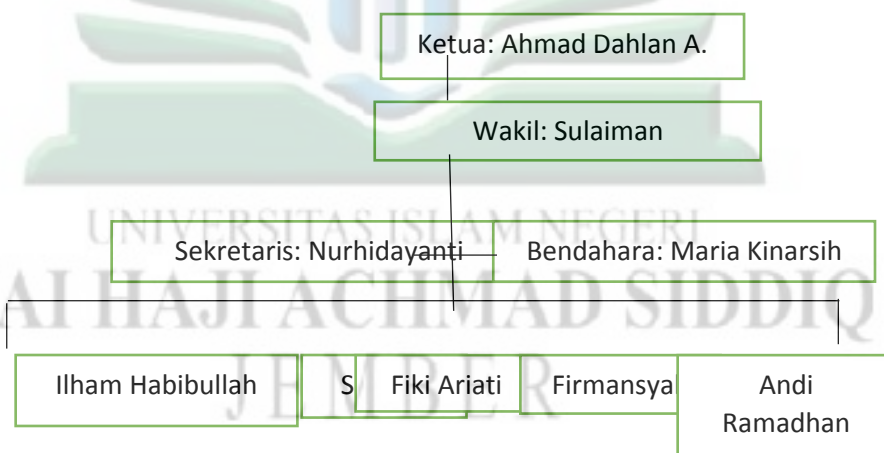 Ketua: Ahmad Dahlan A.
Wakil: Sulaiman
UNIVERSITAS ISLAM NEGERI
Sekretaris: Nurhidayanti
Bendahara: Maria Kinarsih
AI HAJI ACHMAD SIDDIQ
Ilham Habibullah
Fiki Ariati
Andi
Ramadhan
JEMBER